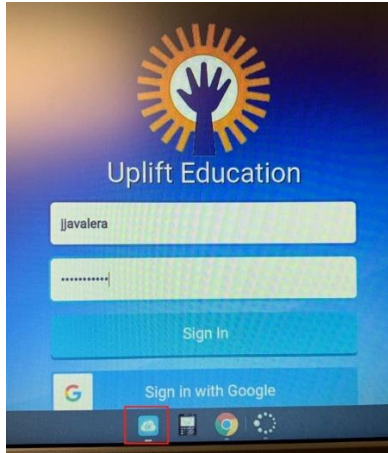 Uplift Education
jjavalera
•••••••••••
Sign In
G
Sign in with Google